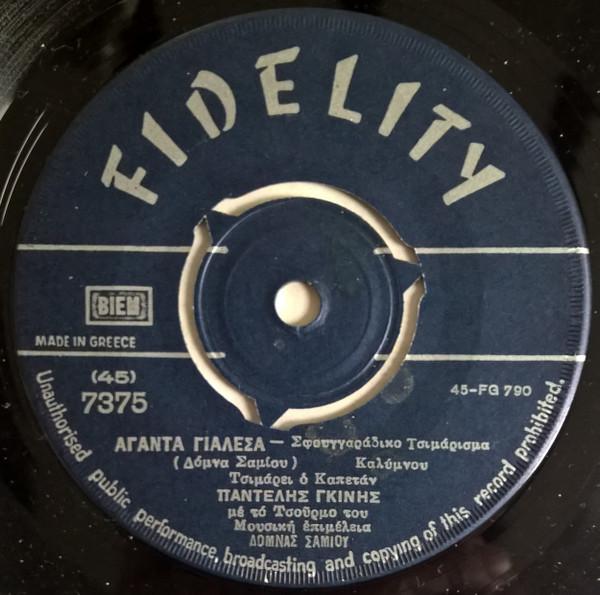 FIDELITY
BIEM
MADE IN GREECE
(45)
7375
45-FG 790
ΑΓΑΝΤΑ ΓΙΑΛΕΣΑ — Σφουγγαράδικο Τσιμάρισμα
(Δόμνα Σαμίου) Καλύμνου
Τσιμάρει ὁ Καπετάν
ΠΑΝΤΕΛΗΣ ΓΚΙΝΗΣ
μέ τό Τσοῦρμο του
Μουσική ἐπιμέλεια
ΔΟΜΝΑΣ ΣΑΜΙΟΥ
Unauthorised public performance, broadcasting and copying of this record prohibited.